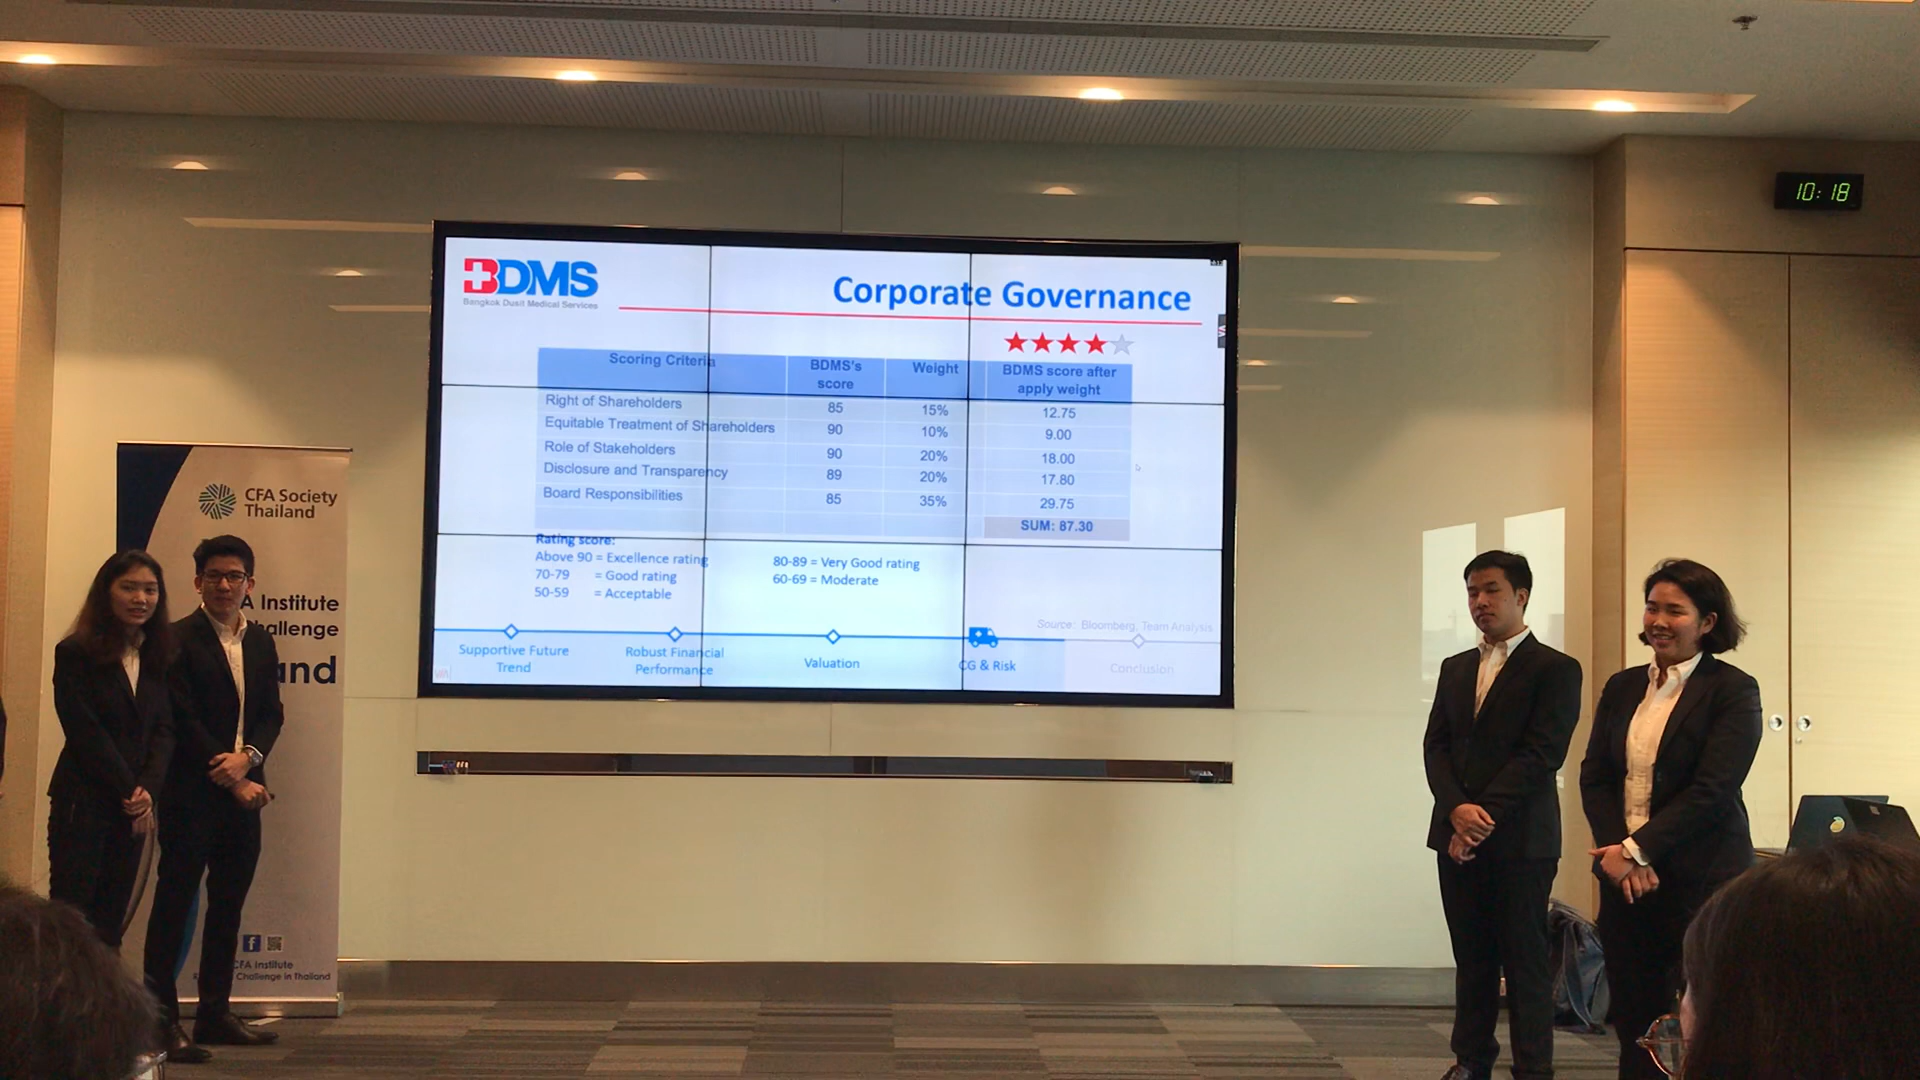 10:18
BDMS
Bangkok Dusit Medical Services
Corporate Governance
Scoring Criteria BDMS's score Weight BDMS score after apply weight
Right of Shareholders 85 15% 12.75
Equitable Treatment of Shareholders 90 10% 9.00
Role of Stakeholders 90 20% 18.00
Disclosure and Transparency 89 20% 17.80
Board Responsibilities 85 35% 29.75
SUM: 87.30
Rating score:
Above 90 = Excellence rating 80-89 = Very Good rating
70-79 = Good rating 60-69 = Moderate
50-59 = Acceptable
Source: Bloomberg, Team Analysis
Supportive Future Trend
Robust Financial Performance
Valuation
CG & Risk
Conclusion
CFA Society
Thailand
A Institute
hallenge
and
f
CFA Institute
Challenge in Thailand